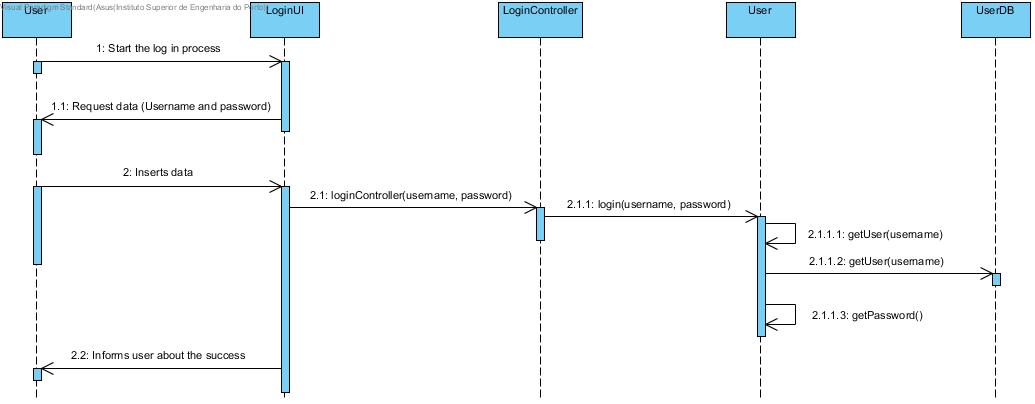 Visual Paradigm Standard(Asus(Instituto Superior de Engenharia do Porto))
User
LoginUI
LoginController
User
UserDB
1: Start the log in process
1.1: Request data (Username and password)
2: Inserts data
2.1: loginController(username, password)
2.1.1: login(username, password)
2.1.1.1: getUser(username)
2.1.1.2: getUser(username)
2.1.1.3: getPassword()
2.2: Informs user about the success